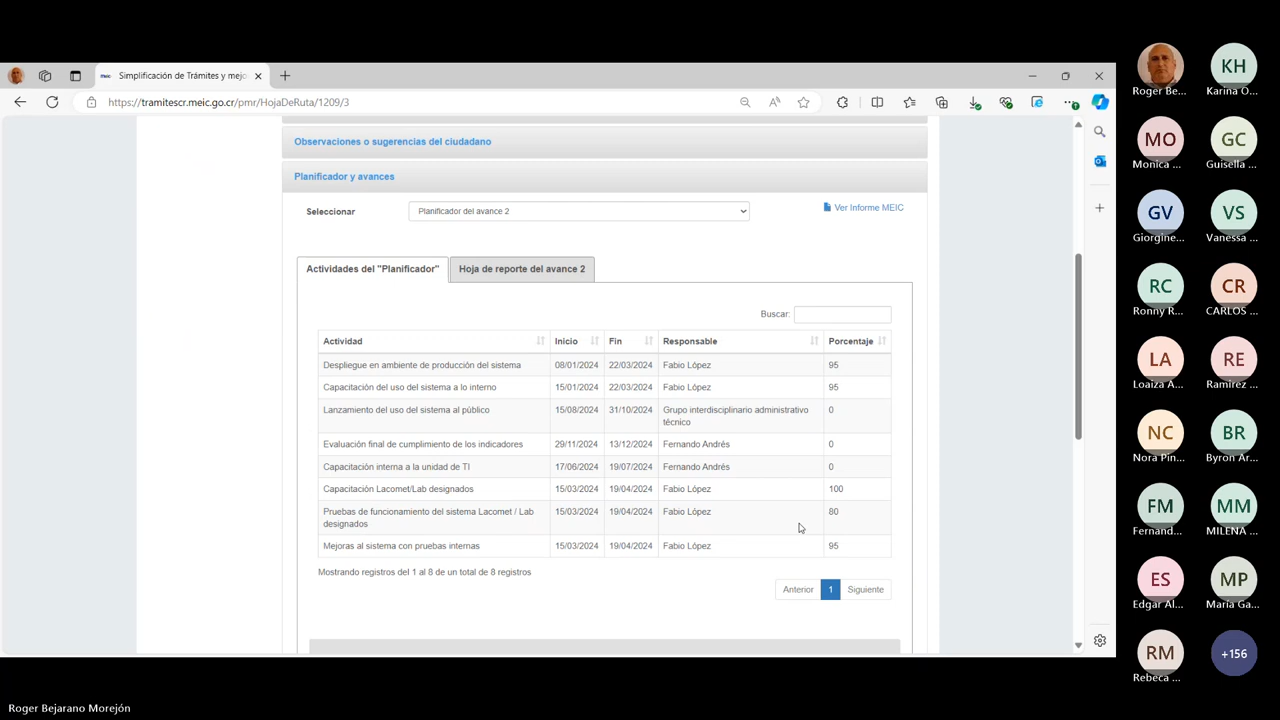 Simplificación de Trámites y mejo
https://tramitescr.meic.go.cr/pmr/HojaDeRuta/1209/3
Observaciones o sugerencias del ciudadano
Planificador y avances
Seleccionar
Planificador del avance 2
Ver Informe MEIC
Actividades del "Planificador"
Hoja de reporte del avance 2
Buscar:
Actividad Inicio Fin Responsable Porcentaje
Despliegue en ambiente de producción del sistema 08/01/2024 22/03/2024 Fabio López 95
Capacitación del uso del sistema a lo interno 15/01/2024 22/03/2024 Fabio López 95
Lanzamiento del uso del sistema al público 15/08/2024 31/10/2024 Grupo interdisciplinario administrativo 0
técnico
Evaluación final de cumplimiento de los indicadores 29/11/2024 13/12/2024 Fernando Andrés 0
Capacitación interna a la unidad de TI 17/06/2024 19/07/2024 Fernando Andrés 0
Capacitación Lacomet/Lab designados 15/03/2024 19/04/2024 Fabio López 100
Pruebas de funcionamiento del sistema Lacomet / Lab 15/03/2024 19/04/2024 Fabio López 80
designados
Mejoras al sistema con pruebas internas 15/03/2024 19/04/2024 Fabio López 95
Mostrando registros del 1 al 8 de un total de 8 registros
Anterior 1 Siguiente
Roger Be...
KH
Karina O...
MO
Monica ...
GC
Guisella ...
GV
Giorgine...
VS
Vanessa ...
RC
Ronny R...
CR
CARLOS ...
LA
Loaiza A...
RE
Ramirez ...
NC
Nora Pin...
BR
Byron Ar...
FM
Fernand...
MM
MILENA ...
ES
Edgar Al...
MP
Maria Ga...
RM
Rebeca ...
+156
Roger Bejarano Morejón